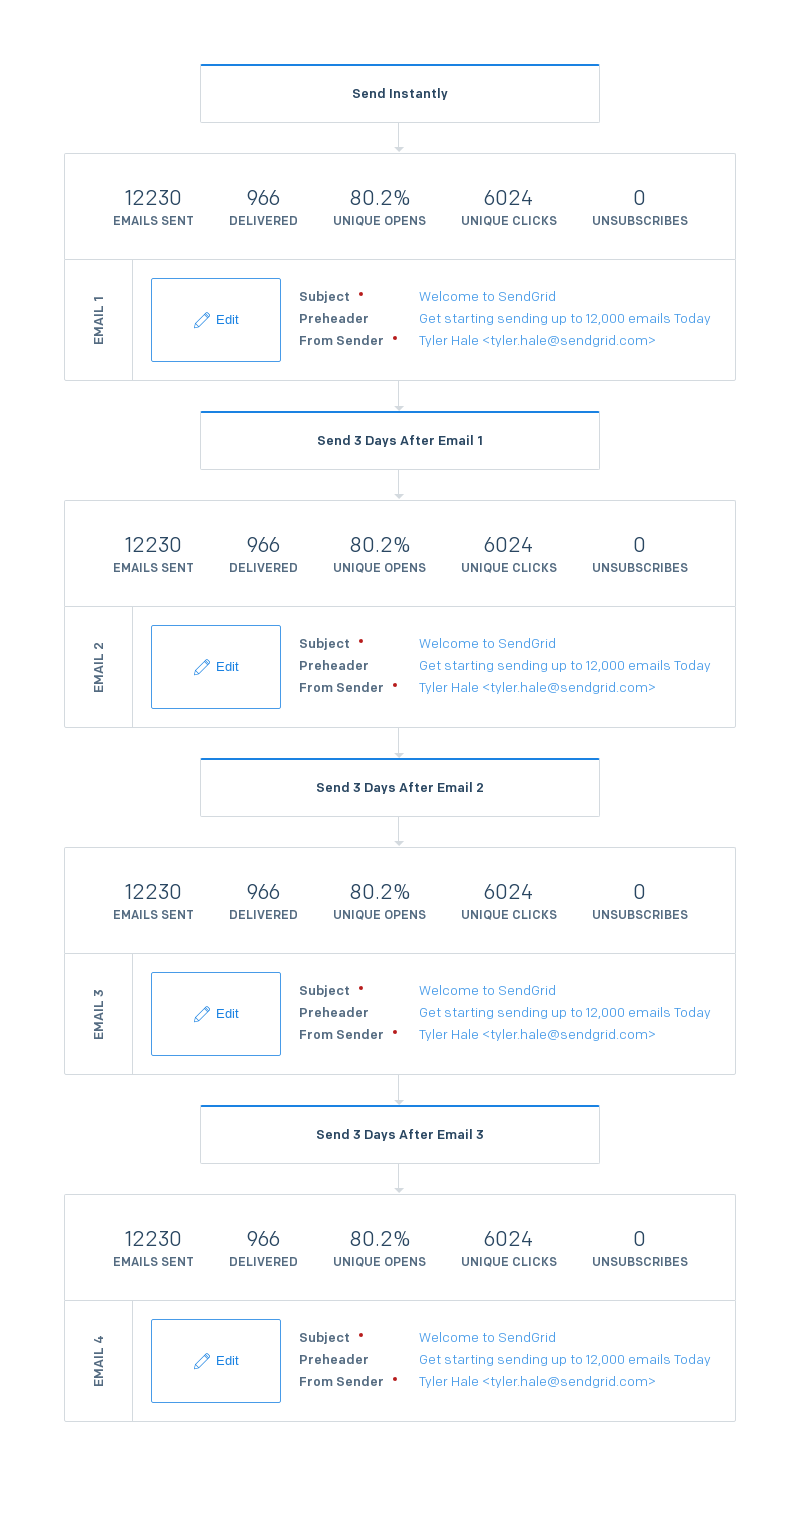 Send Instantly
12230 966 80.2% 6024 0
EMAILS SENT DELIVERED UNIQUE OPENS UNIQUE CLICKS UNSUBSCRIBES
EMAIL 1
Edit
Subject • Welcome to SendGrid
Preheader Get starting sending up to 12,000 emails Today
From Sender • Tyler Hale <tyler.hale@sendgrid.com>
Send 3 Days After Email 1
12230 966 80.2% 6024 0
EMAILS SENT DELIVERED UNIQUE OPENS UNIQUE CLICKS UNSUBSCRIBES
EMAIL 2
Edit
Subject • Welcome to SendGrid
Preheader Get starting sending up to 12,000 emails Today
From Sender • Tyler Hale <tyler.hale@sendgrid.com>
Send 3 Days After Email 2
12230 966 80.2% 6024 0
EMAILS SENT DELIVERED UNIQUE OPENS UNIQUE CLICKS UNSUBSCRIBES
EMAIL 3
Edit
Subject • Welcome to SendGrid
Preheader Get starting sending up to 12,000 emails Today
From Sender • Tyler Hale <tyler.hale@sendgrid.com>
Send 3 Days After Email 3
12230 966 80.2% 6024 0
EMAILS SENT DELIVERED UNIQUE OPENS UNIQUE CLICKS UNSUBSCRIBES
EMAIL 4
Edit
Subject • Welcome to SendGrid
Preheader Get starting sending up to 12,000 emails Today
From Sender • Tyler Hale <tyler.hale@sendgrid.com>